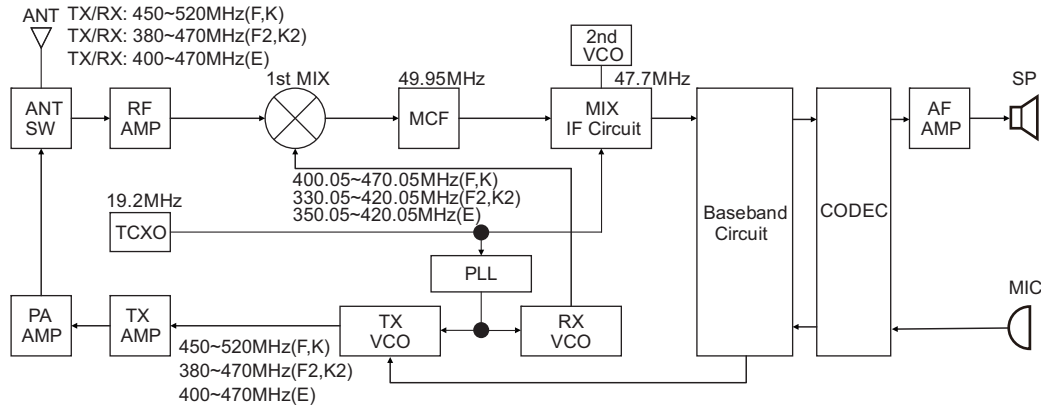 ANT
TX/RX: 450~520MHz(F,K)
TX/RX: 380~470MHz(F2,K2)
TX/RX: 400~470MHz(E)
2nd
VCO
1st MIX
49.95MHz
47.7MHz
SP
ANT
SW
RF
AMP
MCF
MIX
IF Circuit
AF
AMP
400.05~470.05MHz(F,K)
330.05~420.05MHz(F2,K2)
350.05~420.05MHz(E)
19.2MHz
TCXO
Baseband
Circuit
CODEC
PLL
MIC
PA
AMP
TX
AMP
TX
VCO
RX
VCO
450~520MHz(F,K)
380~470MHz(F2,K2)
400~470MHz(E)